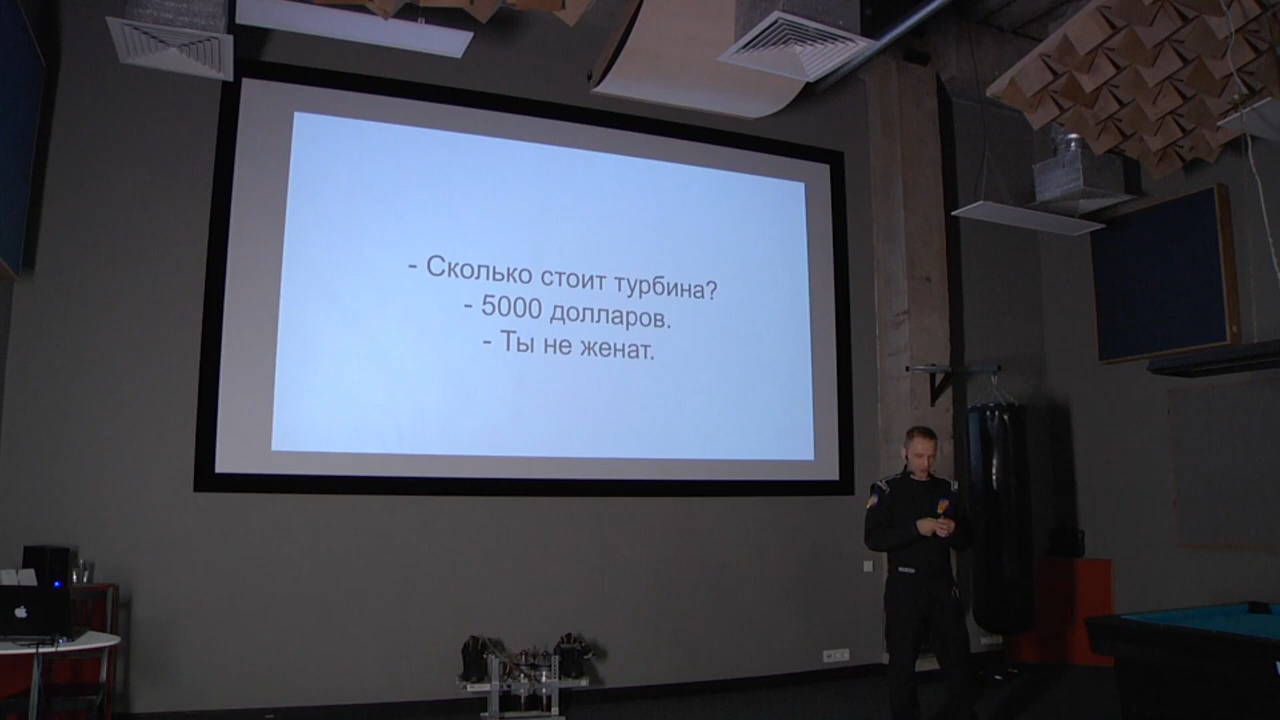 - Сколько стоит турбина?
- 5000 долларов.
- Ты не женат.